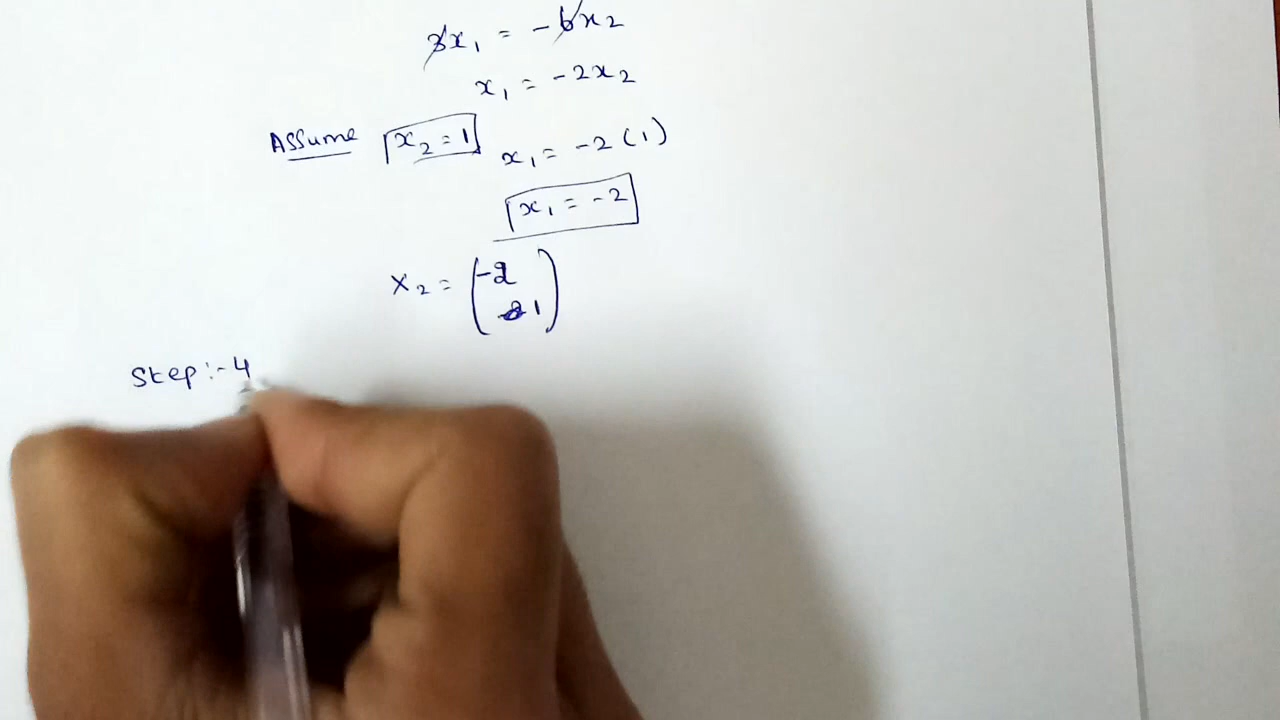 3x₁ = -6x₂
x₁ = -2x₂
Assume x₂ = 1 x₁ = -2(1)
x₁ = -2
X₂ = (-2
1)
Step:-4